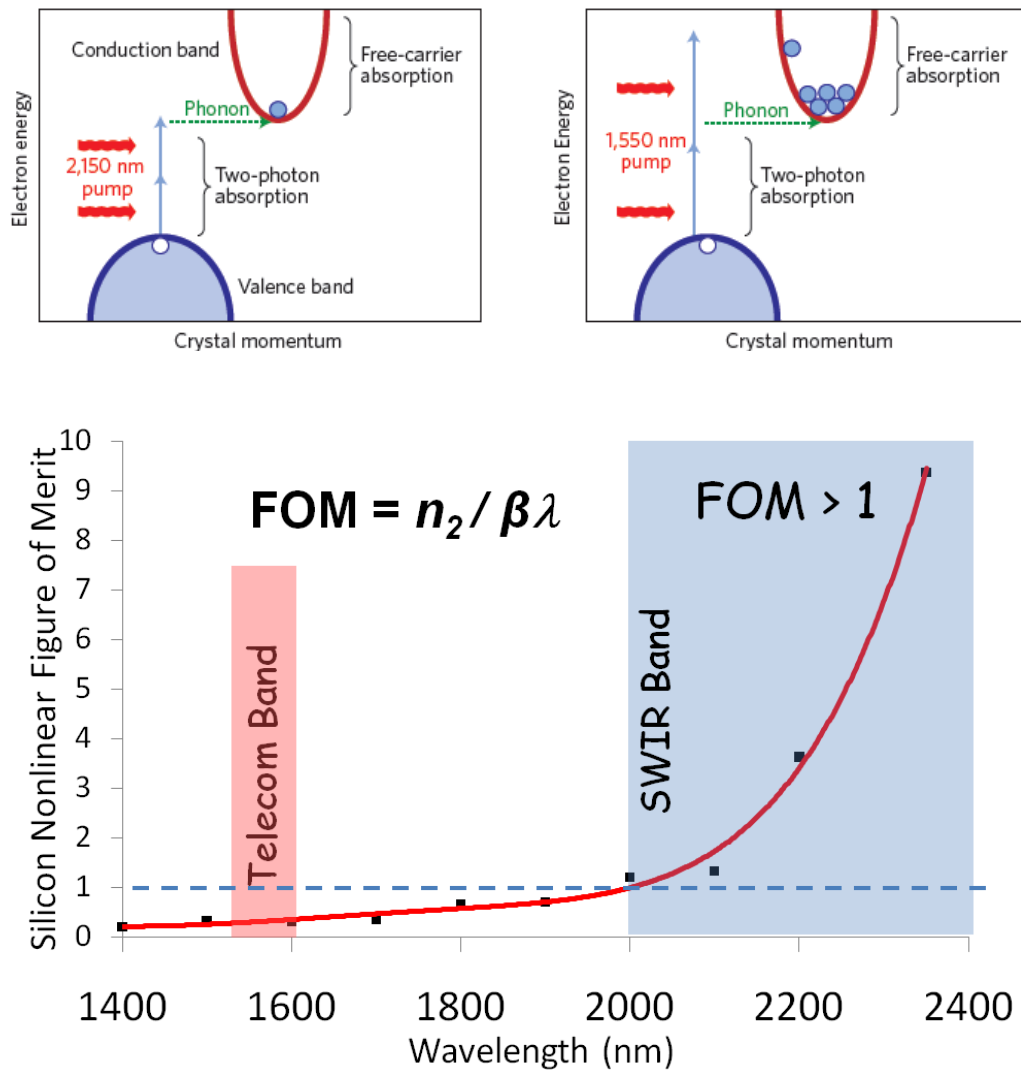 Conduction band
Free-carrier
absorption
Phonon
2,150 nm
pump
Two-photon
absorption
Valence band
Electron energy
Crystal momentum
Free-carrier
absorption
Phonon
1,550 nm
pump
Two-photon
absorption
Electron Energy
Crystal momentum
Silicon Nonlinear Figure of Merit
10
9
8
7
6
5
4
3
2
1
0
FOM = n₂ / βλ
FOM > 1
Telecom Band
SWIR Band
1400 1600 1800 2000 2200 2400
Wavelength (nm)